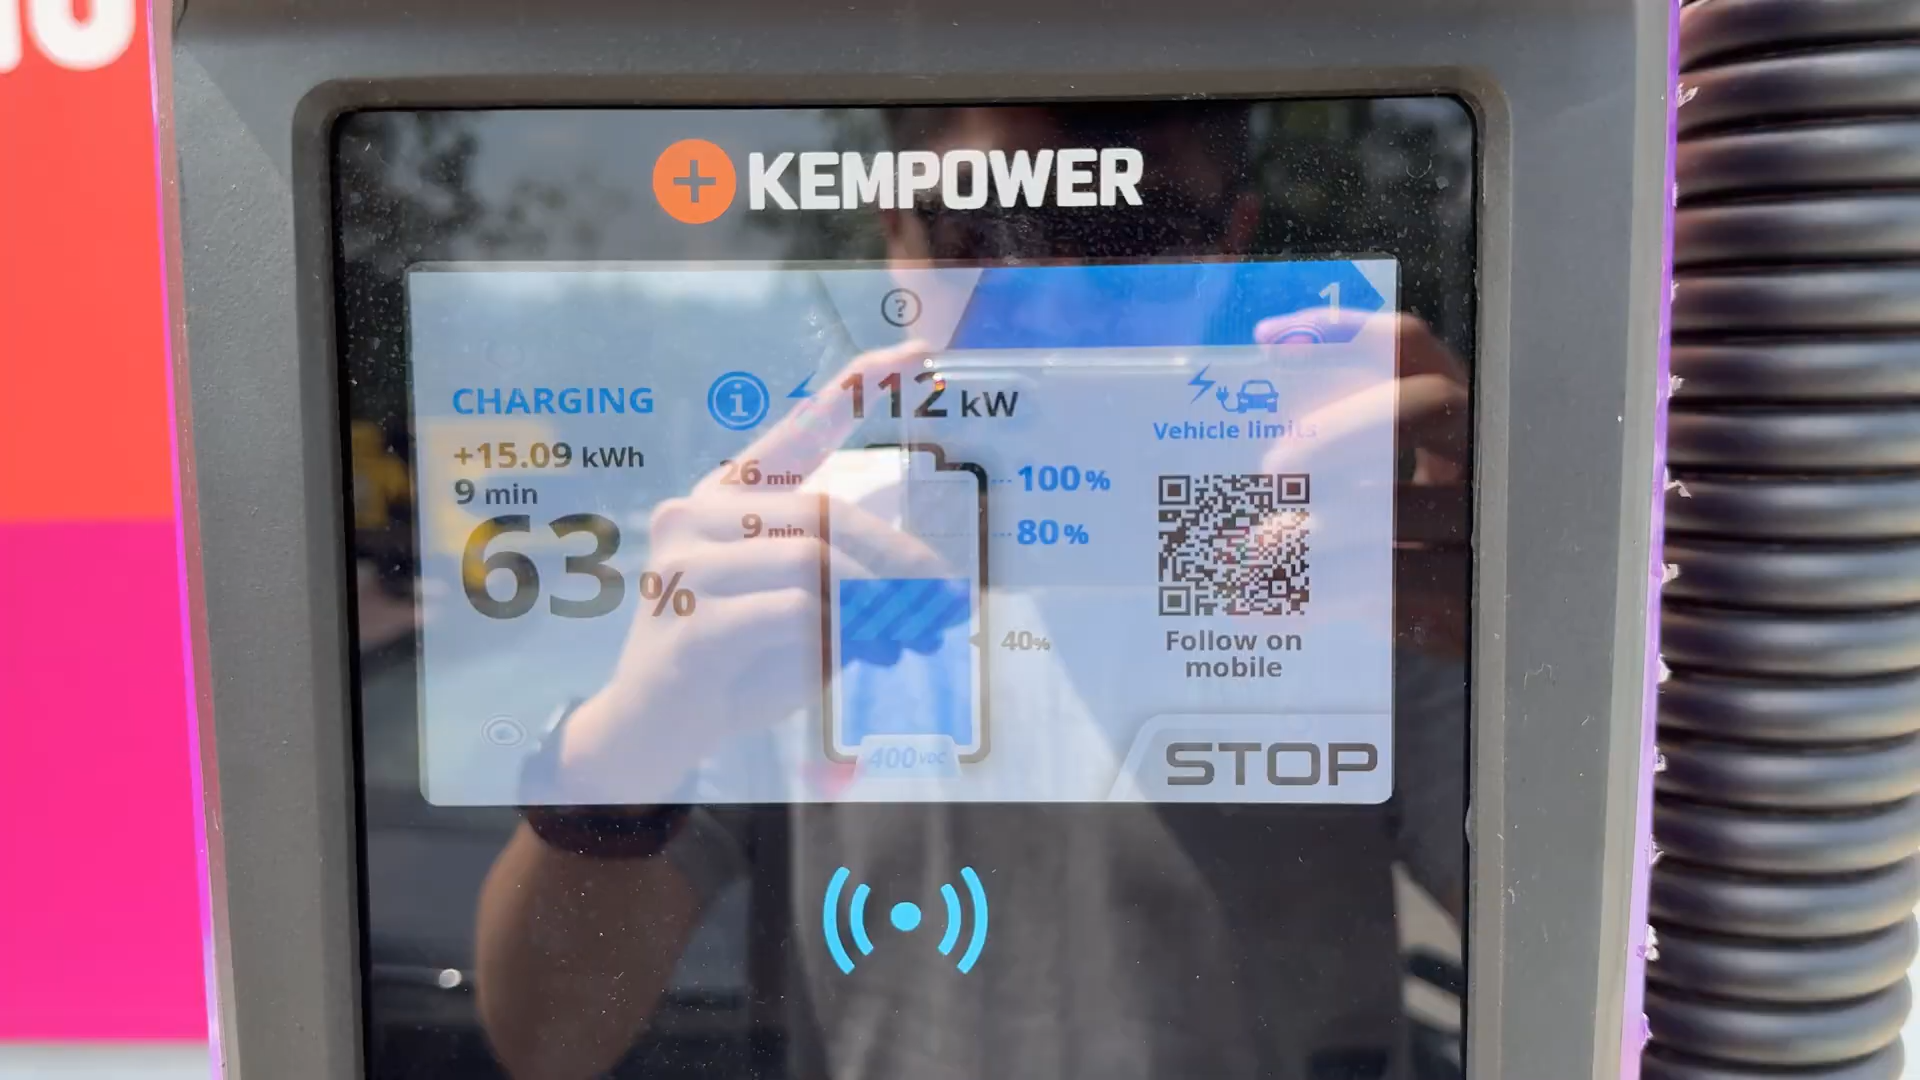 KEMPOWER
1
CHARGING
112 kW
Vehicle limits
+15.09 kWh
9 min
63%
26 min
100%
9 min
80%
40%
Follow on
mobile
400 VDC
STOP